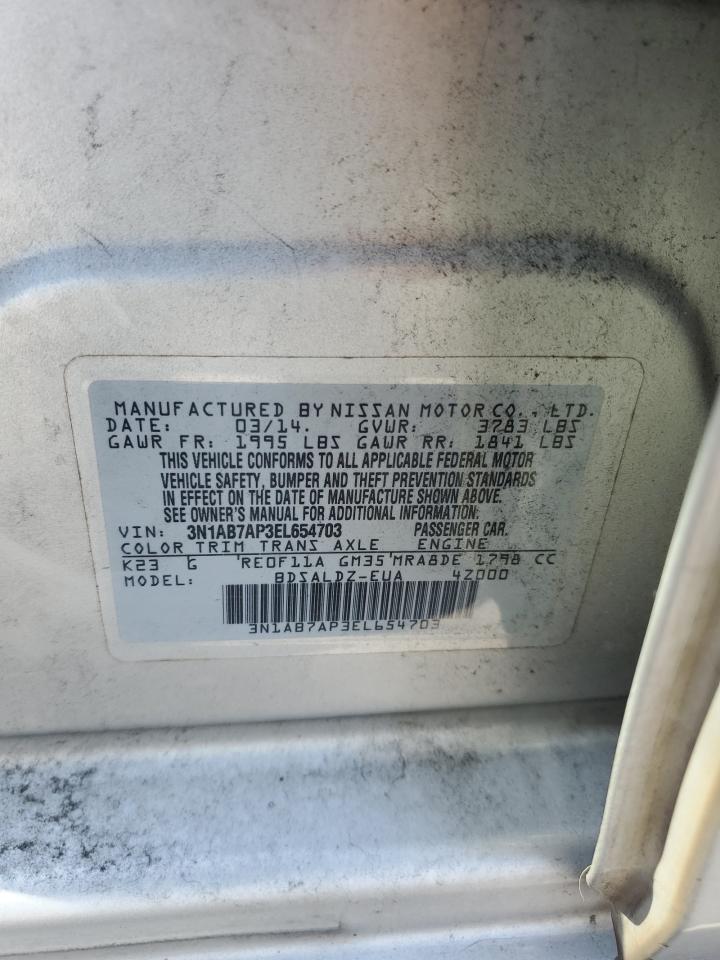 MANUFACTURED BY NISSAN MOTOR CO., LTD.
DATE: 03/14. GVWR: 3783 LBS
GAWR FR: 1995 LBS GAWR RR: 1841 LBS
THIS VEHICLE CONFORMS TO ALL APPLICABLE FEDERAL MOTOR
VEHICLE SAFETY, BUMPER AND THEFT PREVENTION STANDARDS
IN EFFECT ON THE DATE OF MANUFACTURE SHOWN ABOVE.
SEE OWNER'S MANUAL FOR ADDITIONAL INFORMATION:
VIN: 3N1AB7AP3EL654703 PASSENGER CAR.
COLOR TRIM TRANS AXLE ENGINE
K23 G RE0F11A GM35 MRA8DE 1798 CC
MODEL: BDSALDZ-EUA 4Z000
3N1AB7AP3EL654703